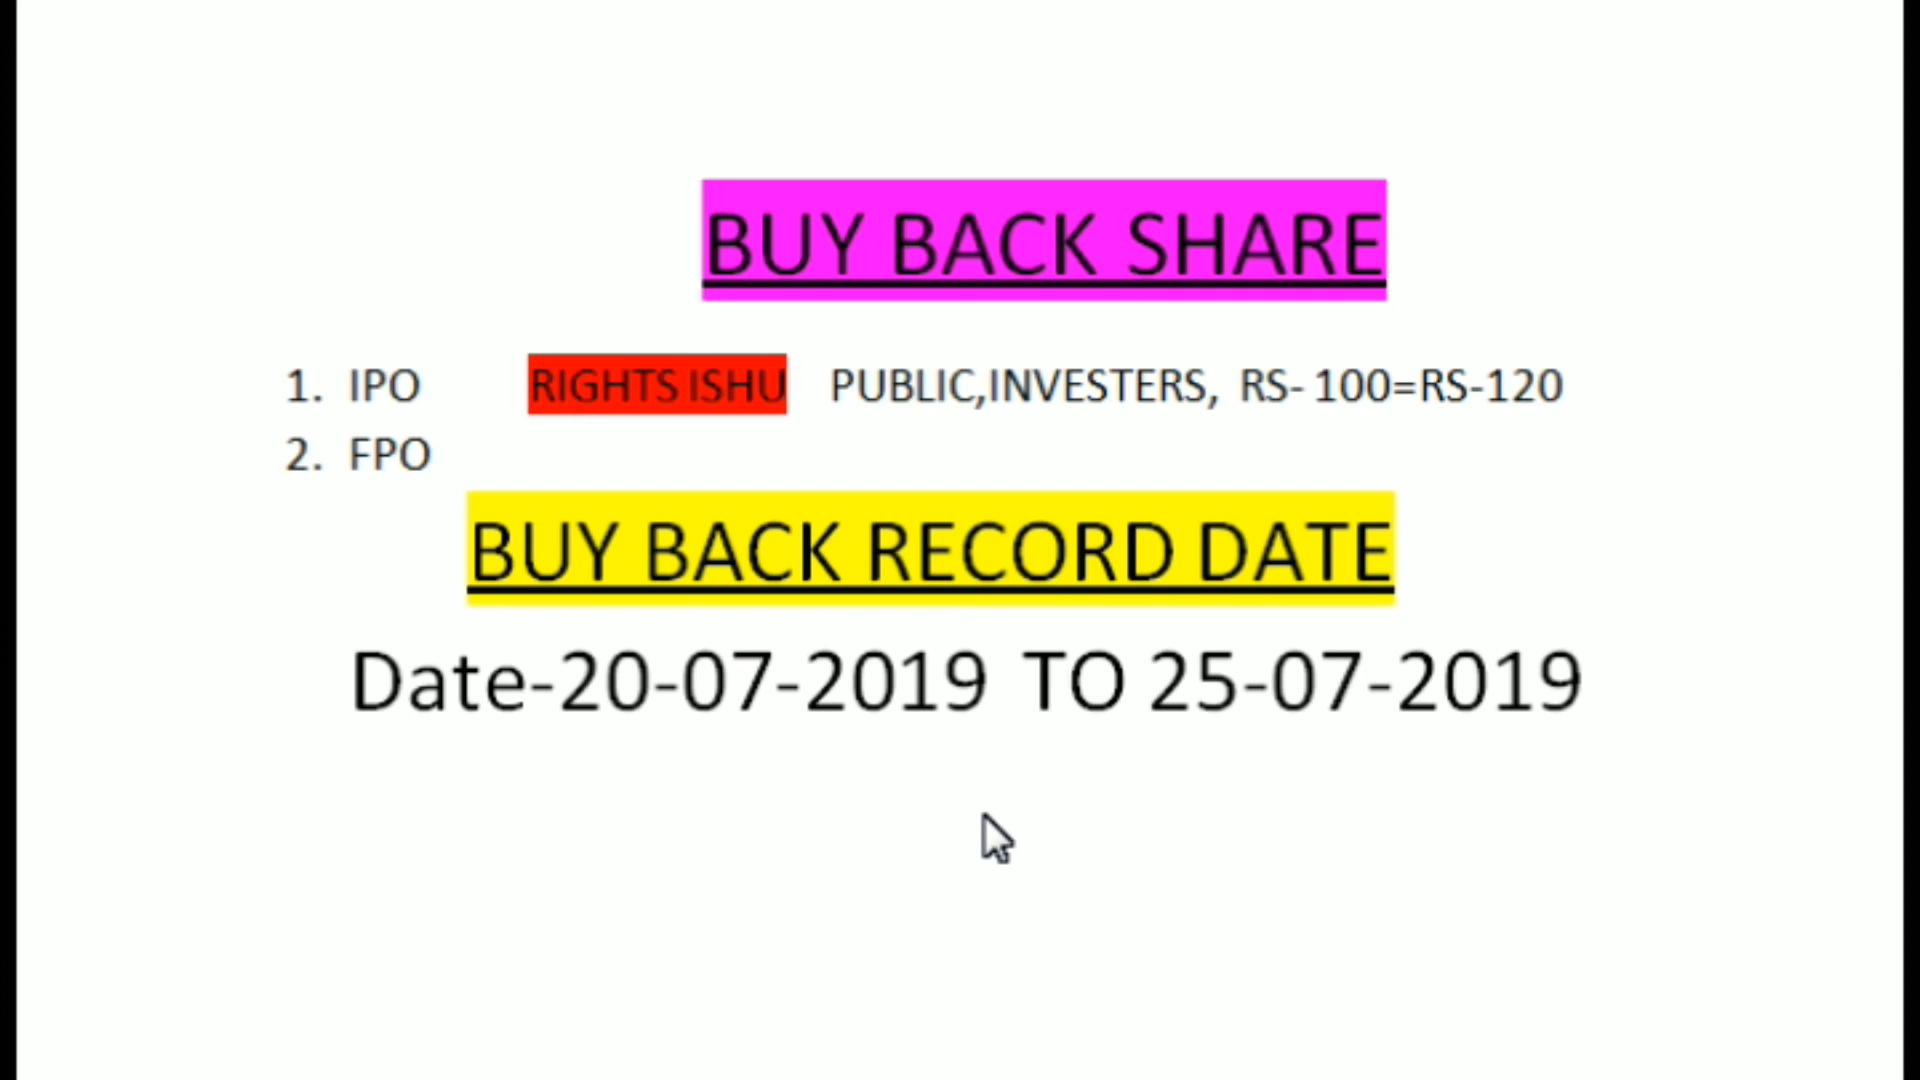 BUY BACK SHARE
1. IPO RIGHTS ISHU PUBLIC,INVESTERS, RS- 100=RS-120
2. FPO
BUY BACK RECORD DATE
Date-20-07-2019 TO 25-07-2019